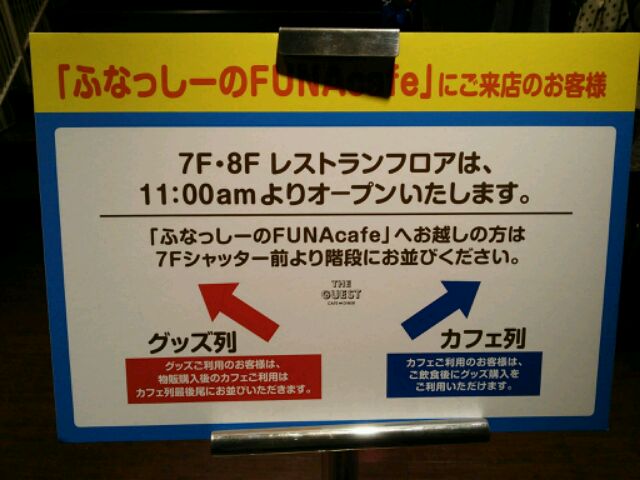 「ふなっしーのFUNAcafe」にご来店のお客様
7F・8F レストランフロアは、
11:00amよりオープンいたします。
「ふなっしーのFUNAcafe」へお越しの方は
7Fシャッター前より階段にお並びください。
THE
GUEST
CAFE&DINER
グッズ列
グッズご利用のお客様は、
物販購入後のカフェご利用は
カフェ列最後尾にお並びいただきます。
カフェ列
カフェご利用のお客様は、
ご飲食後にグッズ購入を
ご利用いただけます。